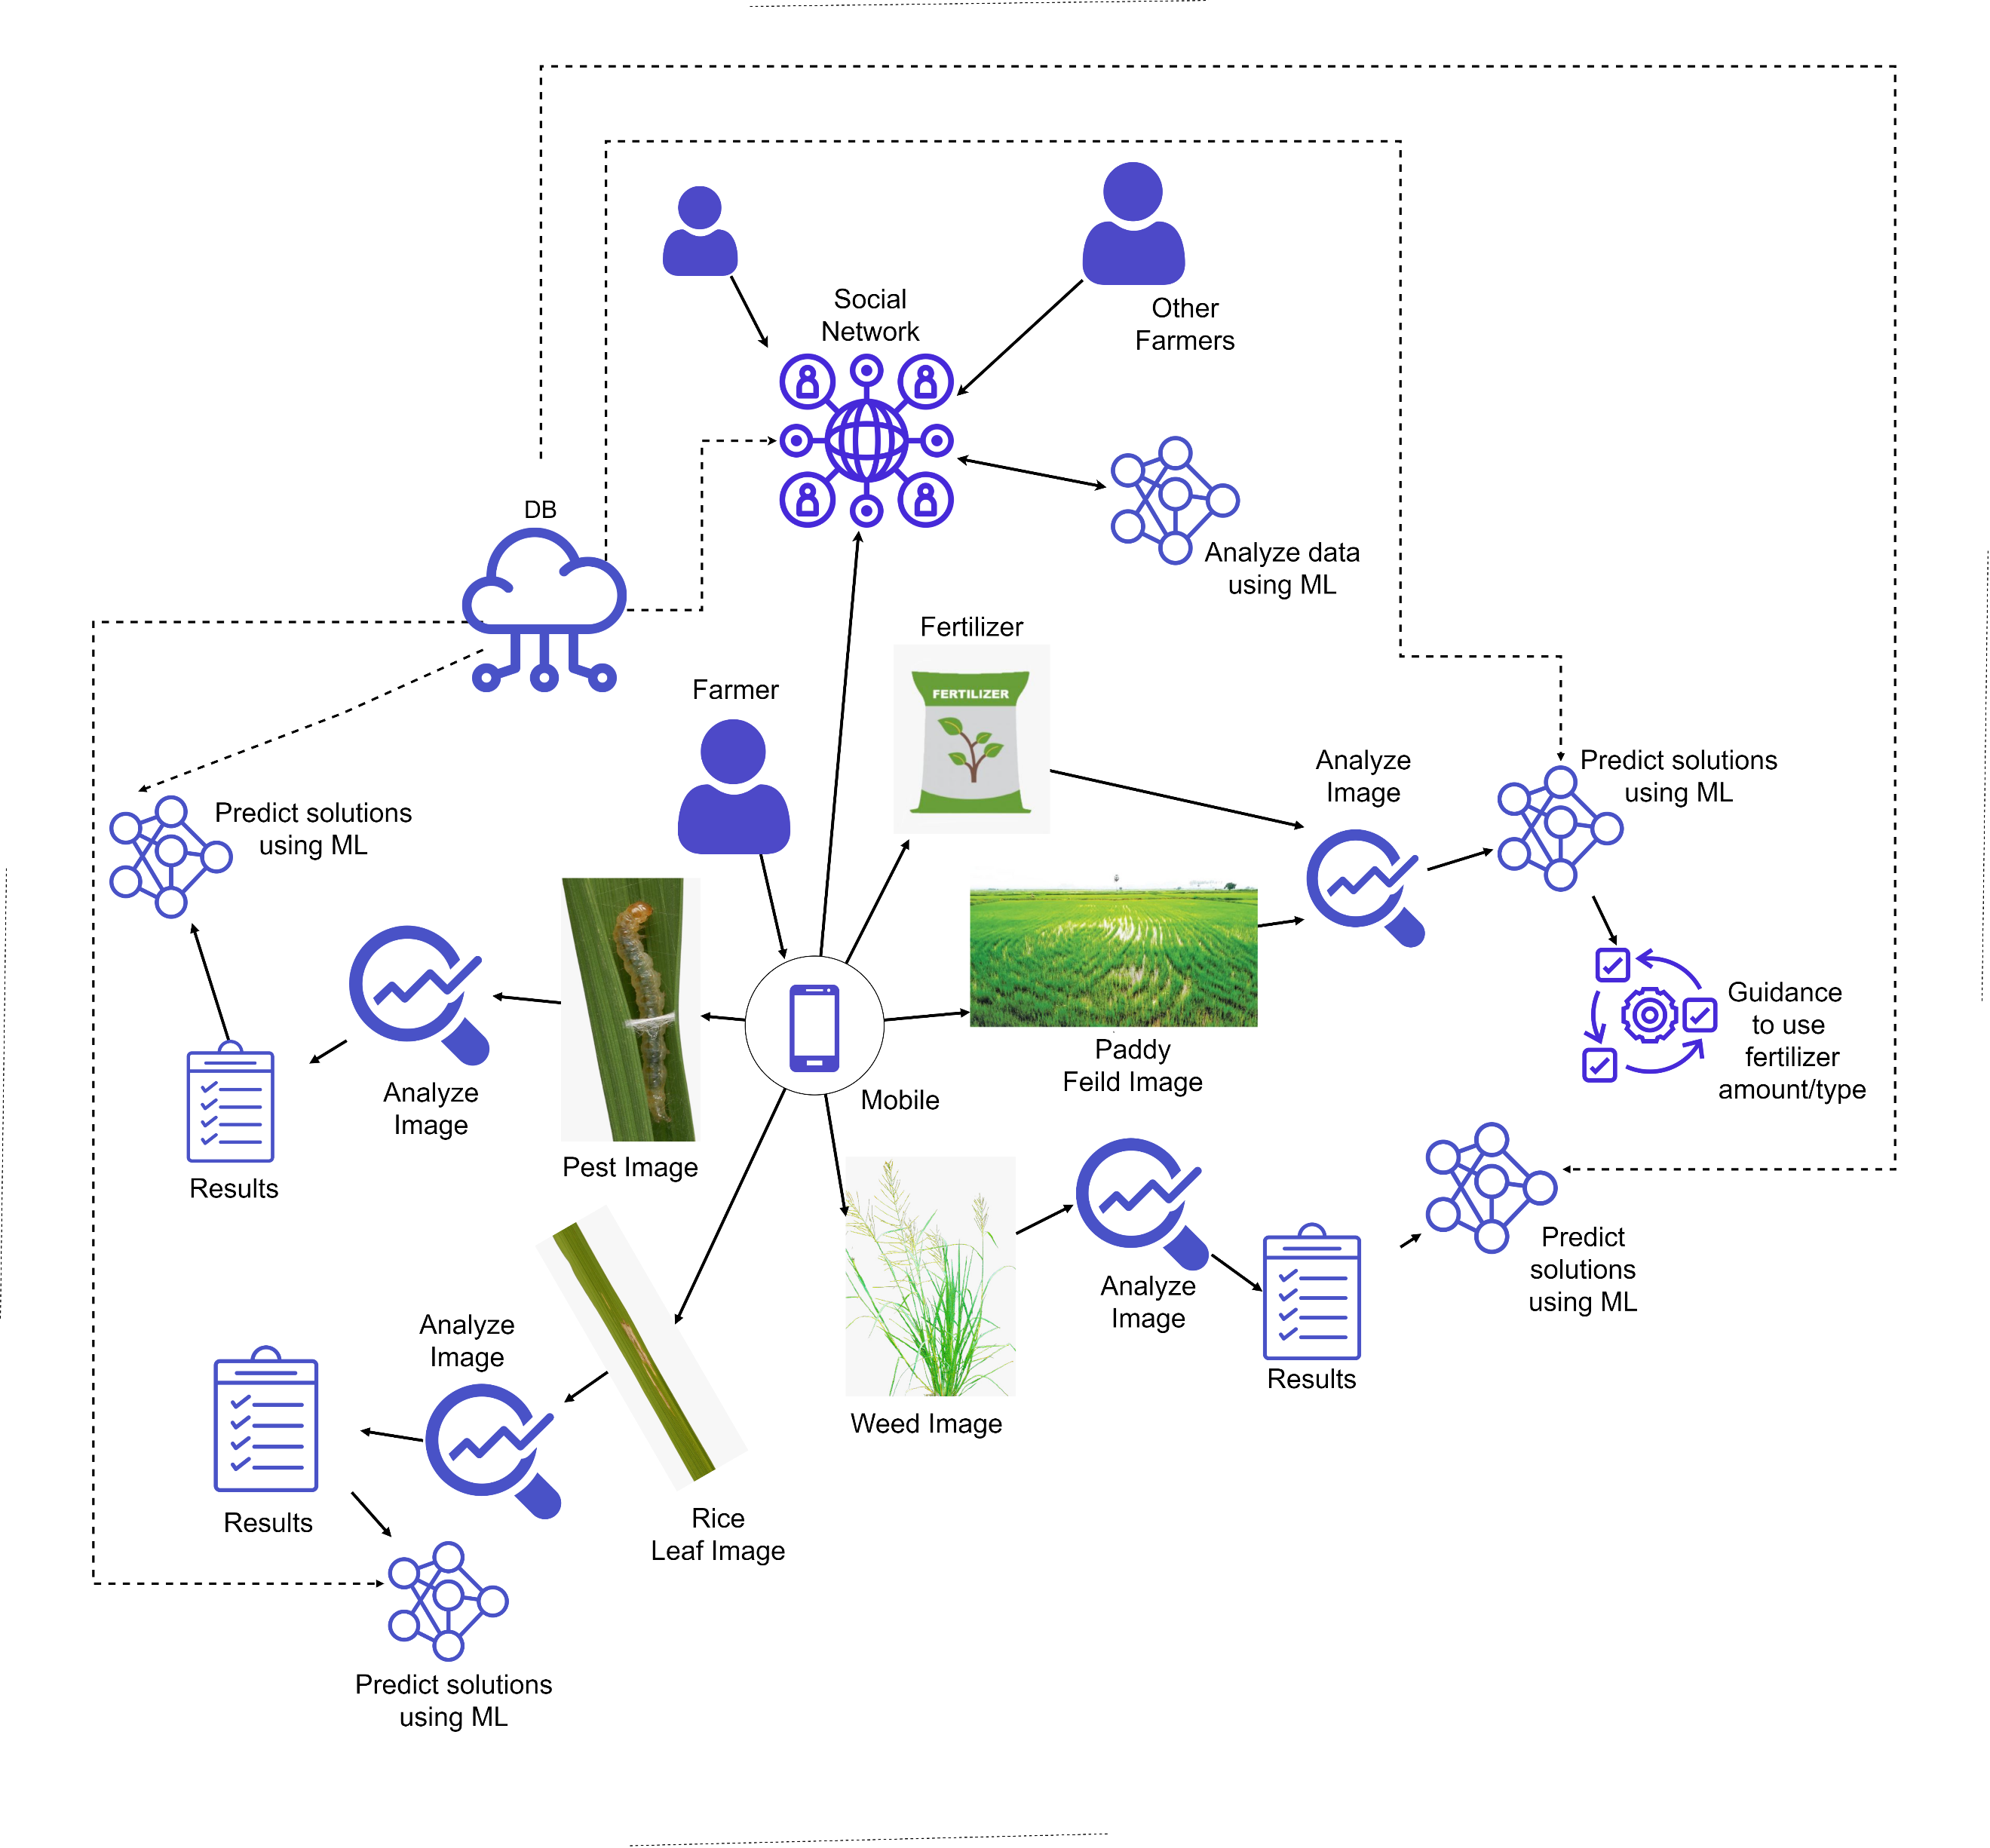 Social
Network
Other
Farmers
DB
Analyze data
using ML
Fertilizer
FERTILIZER
Farmer
Analyze
Image
Predict solutions
using ML
Predict solutions
using ML
Guidance
to use
fertilizer
amount/type
Paddy
Feild Image
Mobile
Analyze
Image
Pest Image
Results
Analyze
Image
Results
Predict
solutions
using ML
Analyze
Image
Weed Image
Results
Rice
Leaf Image
Predict solutions
using ML